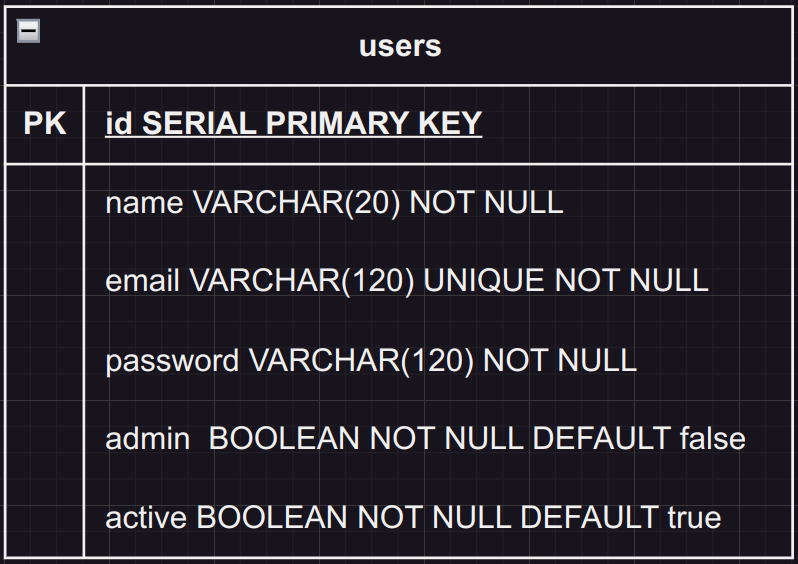 users
PK id SERIAL PRIMARY KEY
name VARCHAR(20) NOT NULL
email VARCHAR(120) UNIQUE NOT NULL
password VARCHAR(120) NOT NULL
admin  BOOLEAN NOT NULL DEFAULT false
active BOOLEAN NOT NULL DEFAULT true